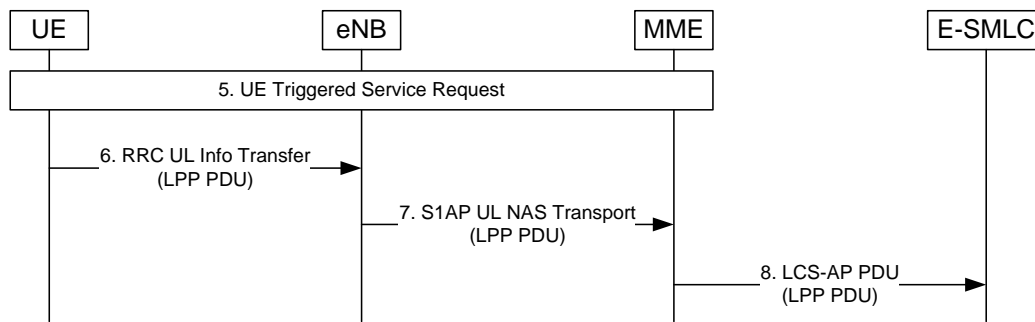 UE
eNB
MME
E-SMLC
5. UE Triggered Service Request
6. RRC UL Info Transfer
(LPP PDU)
7. S1AP UL NAS Transport
(LPP PDU)
8. LCS-AP PDU
(LPP PDU)